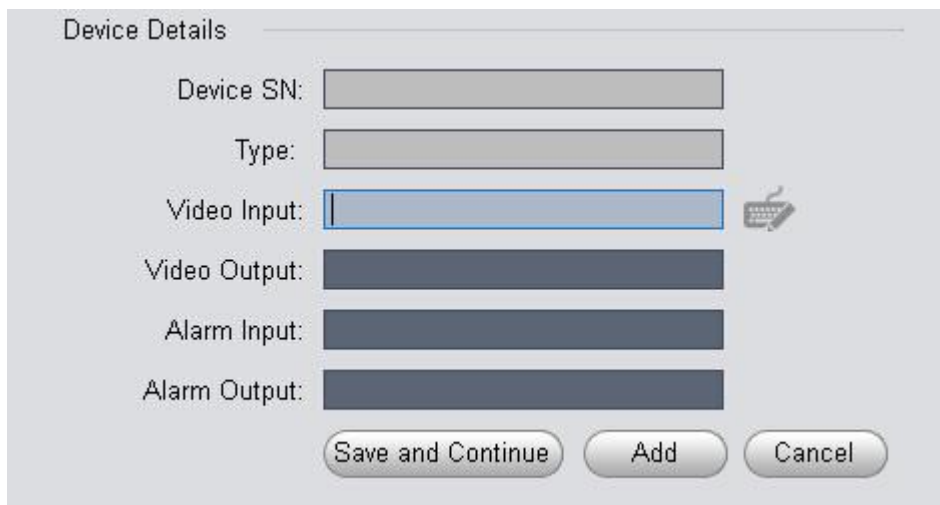 Device Details
Device SN:
Type:
Video Input:
Video Output:
Alarm Input:
Alarm Output:
Save and Continue Add Cancel